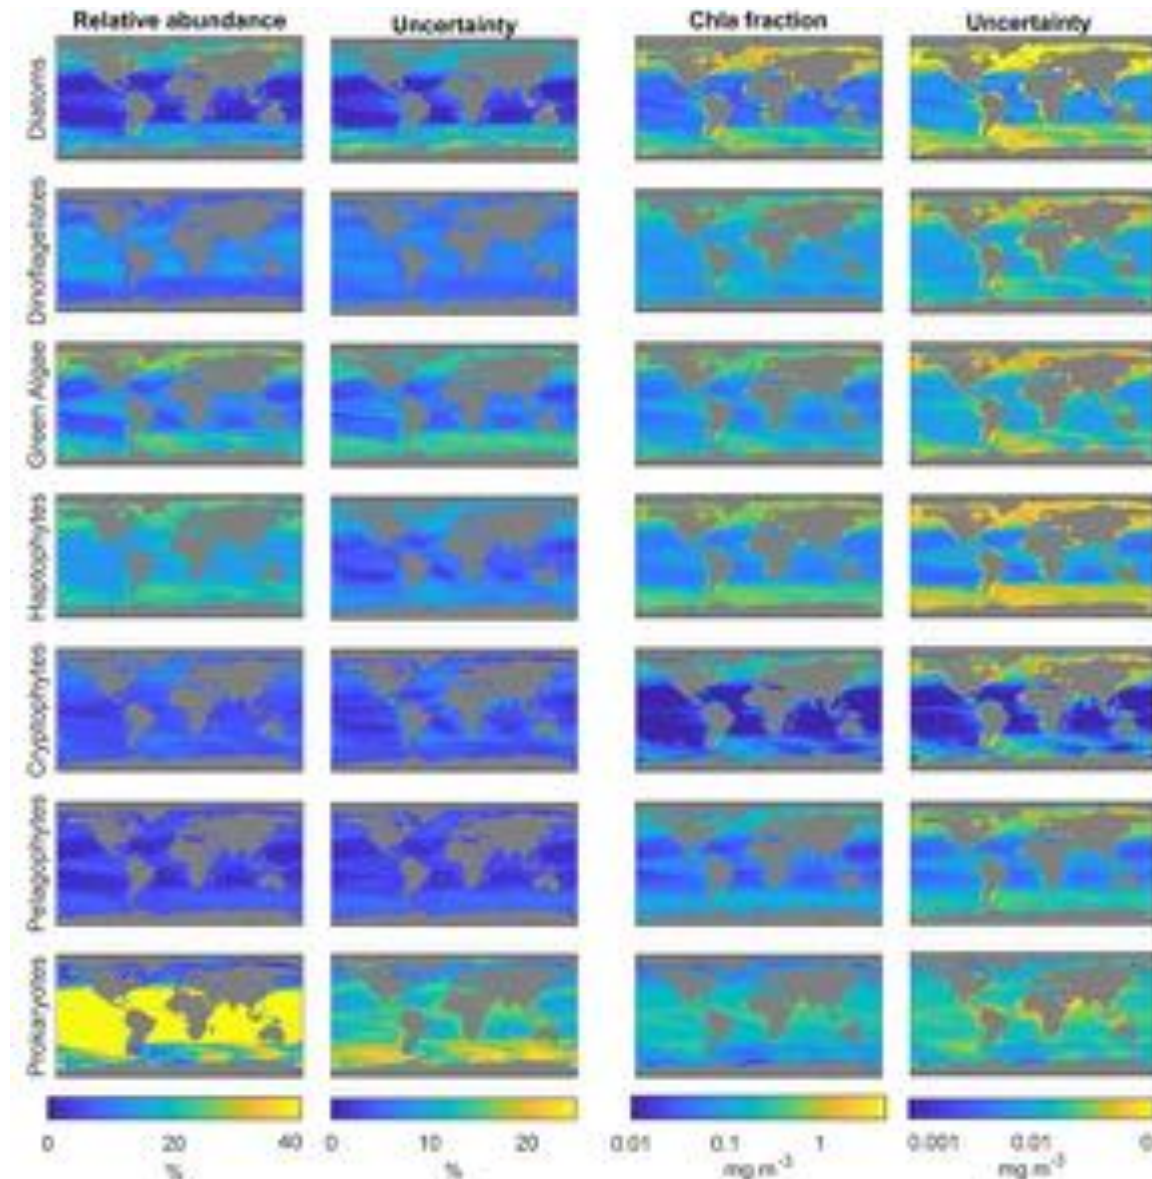 Relative abundance
Uncertainty
Chla fraction
Uncertainty
Diatoms
Dinoflagellates
Green Algae
Haptophytes
Cryptophytes
Pelagophytes
Prokaryotes
0 20 40
0 10 20
%
0.01 0.1 1
mg.m-3
0.001 0.01 0
mg.m-3